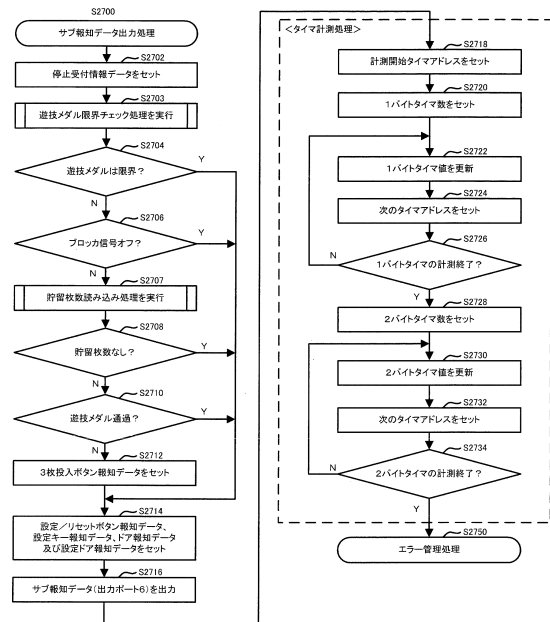 S2700
サブ報知データ出力処理
S2702
停止受付情報データをセット
S2703
遊技メダル限界チェック処理を実行
S2704
遊技メダルは限界？
Y
N
S2706
ブロッカ信号オフ？
Y
N
S2707
貯留枚数読み込み処理を実行
S2708
貯留枚数なし？
Y
N
S2710
遊技メダル通過？
Y
N
S2712
3枚投入ボタン報知データをセット
S2714
設定／リセットボタン報知データ、
設定キー報知データ、ドア報知データ
及び設定ドア報知データをセット
S2716
サブ報知データ（出力ポート6）を出力
＜タイマ計測処理＞
S2718
計測開始タイマアドレスをセット
S2720
1バイトタイマ数をセット
S2722
1バイトタイマ値を更新
S2724
次のタイマアドレスをセット
S2726
N
1バイトタイマの計測終了？
Y
S2728
2バイトタイマ数をセット
S2730
2バイトタイマ値を更新
S2732
次のタイマアドレスをセット
S2734
N
2バイトタイマの計測終了？
Y
S2750
エラー管理処理